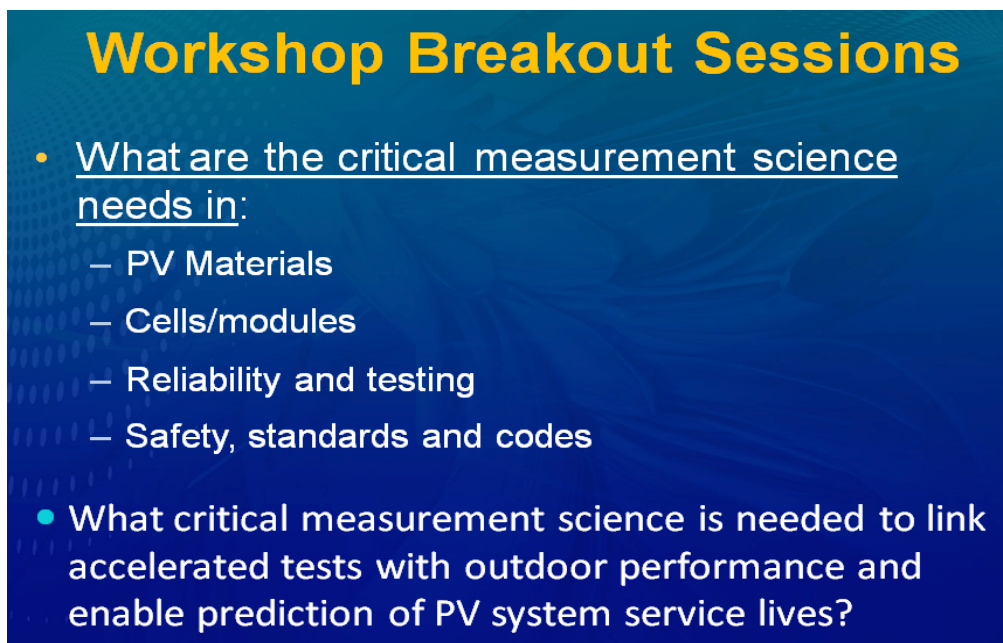 Workshop Breakout Sessions
• What are the critical measurement science
needs in:
– PV Materials
– Cells/modules
– Reliability and testing
– Safety, standards and codes
• What critical measurement science is needed to link
accelerated tests with outdoor performance and
enable prediction of PV system service lives?